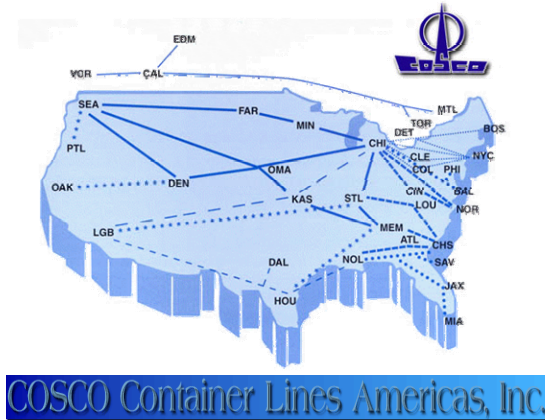 EDM
COSCO
VCR CAL
SEA FAR MTL
MIN TOR
DET BOS
PTL CHI
CLE NYC
COL PHI
OMA
OAK DEN CIN BAL
KAS STL LOU NOR
LGB MEM
ATL CHS
DAL NOL SAV
HOU JAX
MIA
COSCO Container Lines Americas, Inc.